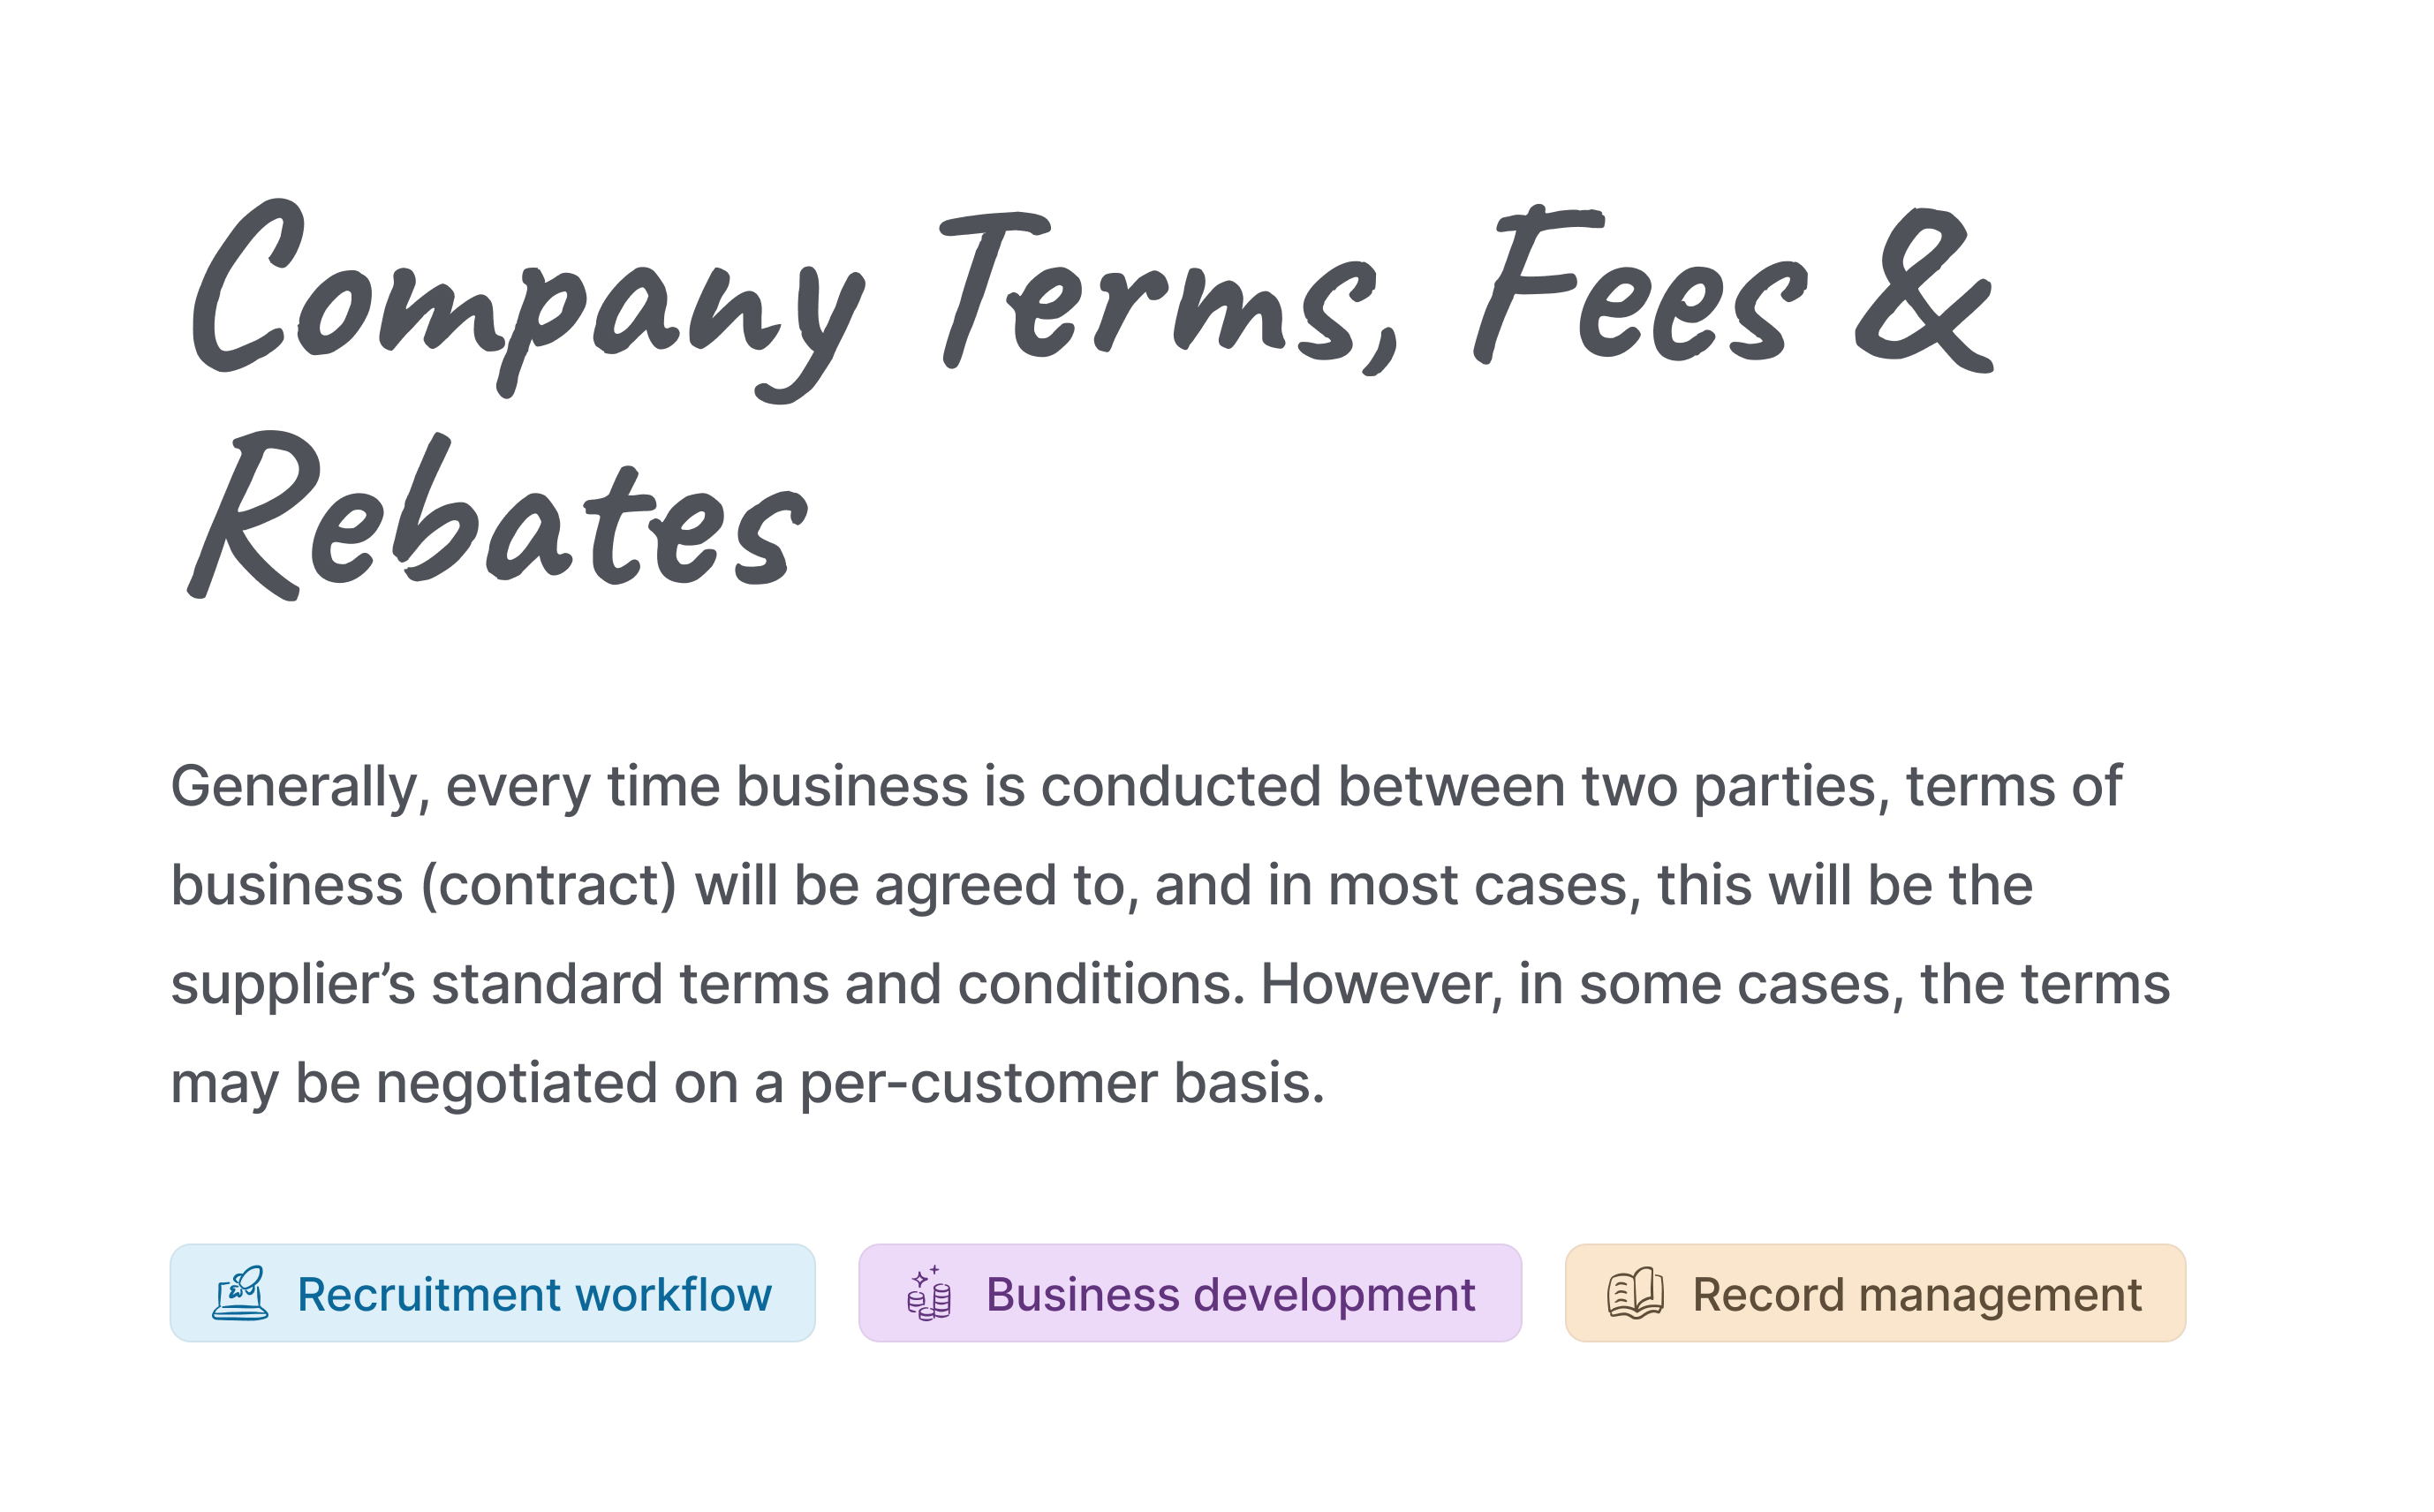 Company Terms, Fees &
Rebates
Generally, every time business is conducted between two parties, terms of
business (contract) will be agreed to, and in most cases, this will be the
supplier’s standard terms and conditions. However, in some cases, the terms
may be negotiated on a per-customer basis.
Recruitment workflow
Business development
Record management